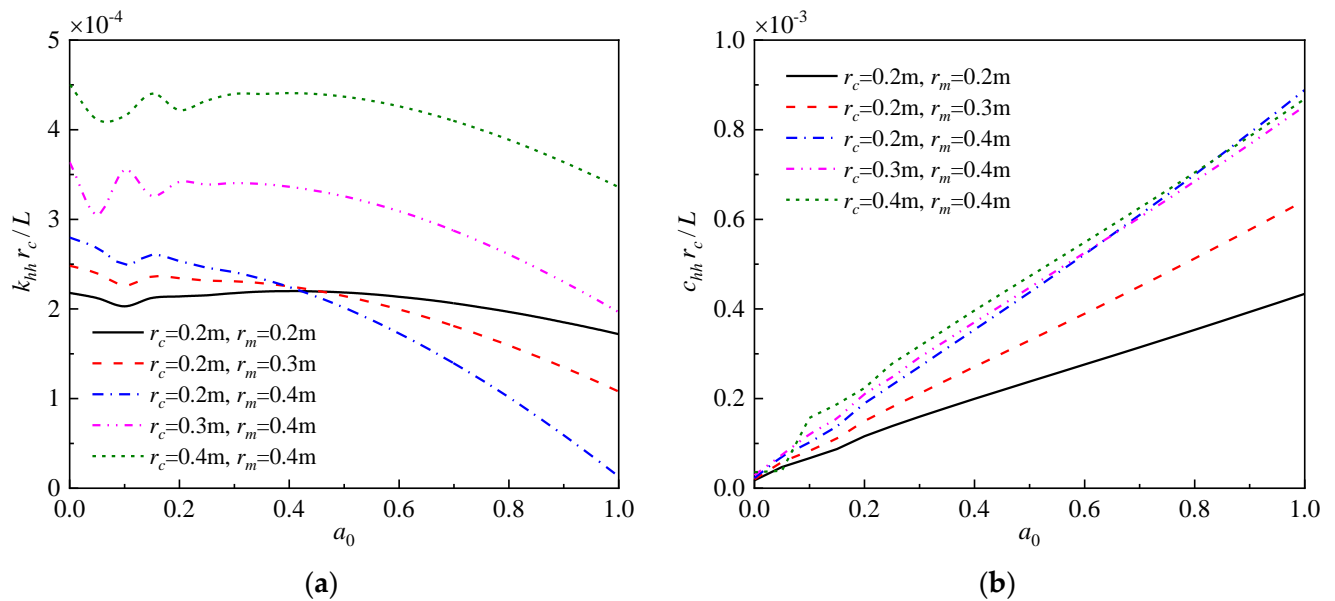 ×10⁻⁴
5
4
3
2
1
0
k_hh r_c / L
r_c=0.2m, r_m=0.2m
r_c=0.2m, r_m=0.3m
r_c=0.2m, r_m=0.4m
r_c=0.3m, r_m=0.4m
r_c=0.4m, r_m=0.4m
0.0 0.2 0.4 0.6 0.8 1.0
a₀
(a)
×10⁻³
1.0
0.8
0.6
0.4
0.2
0.0
c_hh r_c / L
r_c=0.2m, r_m=0.2m
r_c=0.2m, r_m=0.3m
r_c=0.2m, r_m=0.4m
r_c=0.3m, r_m=0.4m
r_c=0.4m, r_m=0.4m
0.0 0.2 0.4 0.6 0.8 1.0
a₀
(b)